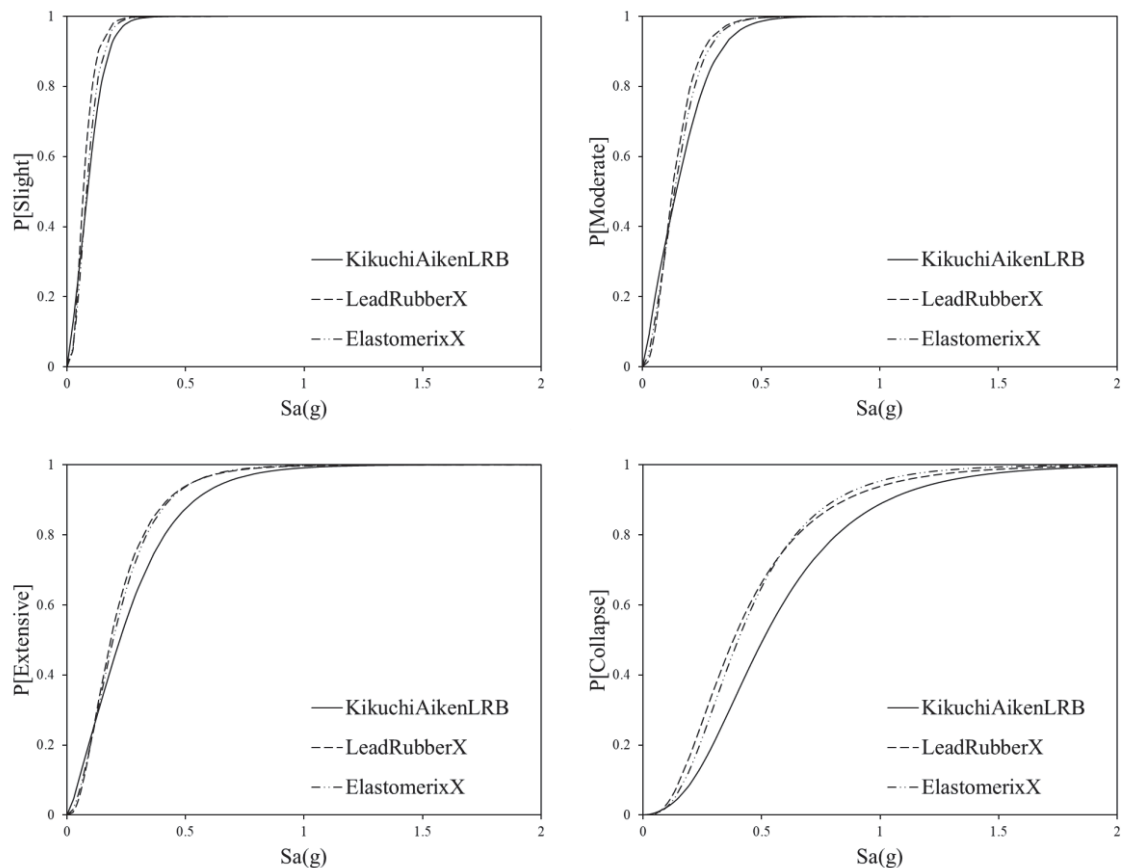 P[Slight]
1
0.8
0.6
0.4
0.2
0
KikuchiAikenLRB
LeadRubberX
ElastomerixX
0 0.5 1 1.5 2
Sa(g)
P[Moderate]
1
0.8
0.6
0.4
0.2
0
KikuchiAikenLRB
LeadRubberX
ElastomerixX
0 0.5 1 1.5 2
Sa(g)
P[Extensive]
1
0.8
0.6
0.4
0.2
0
KikuchiAikenLRB
LeadRubberX
ElastomerixX
0 0.5 1 1.5 2
Sa(g)
P[Collapse]
1
0.8
0.6
0.4
0.2
0
KikuchiAikenLRB
LeadRubberX
ElastomerixX
0 0.5 1 1.5 2
Sa(g)